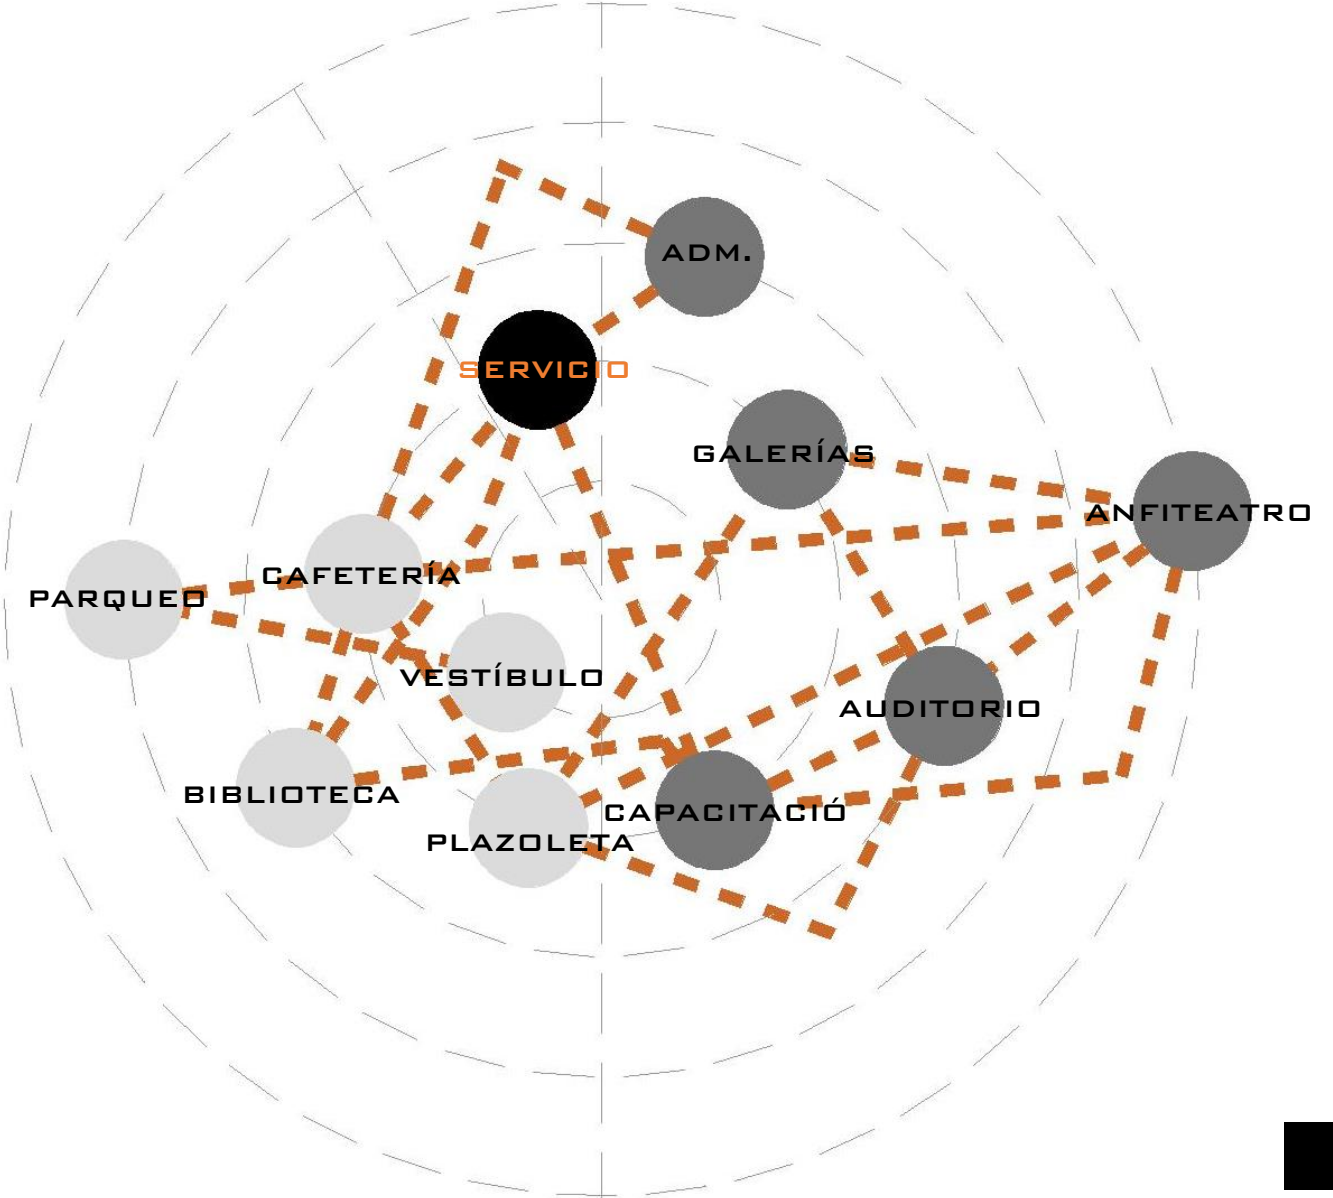 ADM.
SERVICIO
GALERÍAS
ANFITEATRO
CAFETERÍA
PARQUEO
VESTÍBULO
AUDITORIO
BIBLIOTECA
CAPACITACIÓ
PLAZOLETA